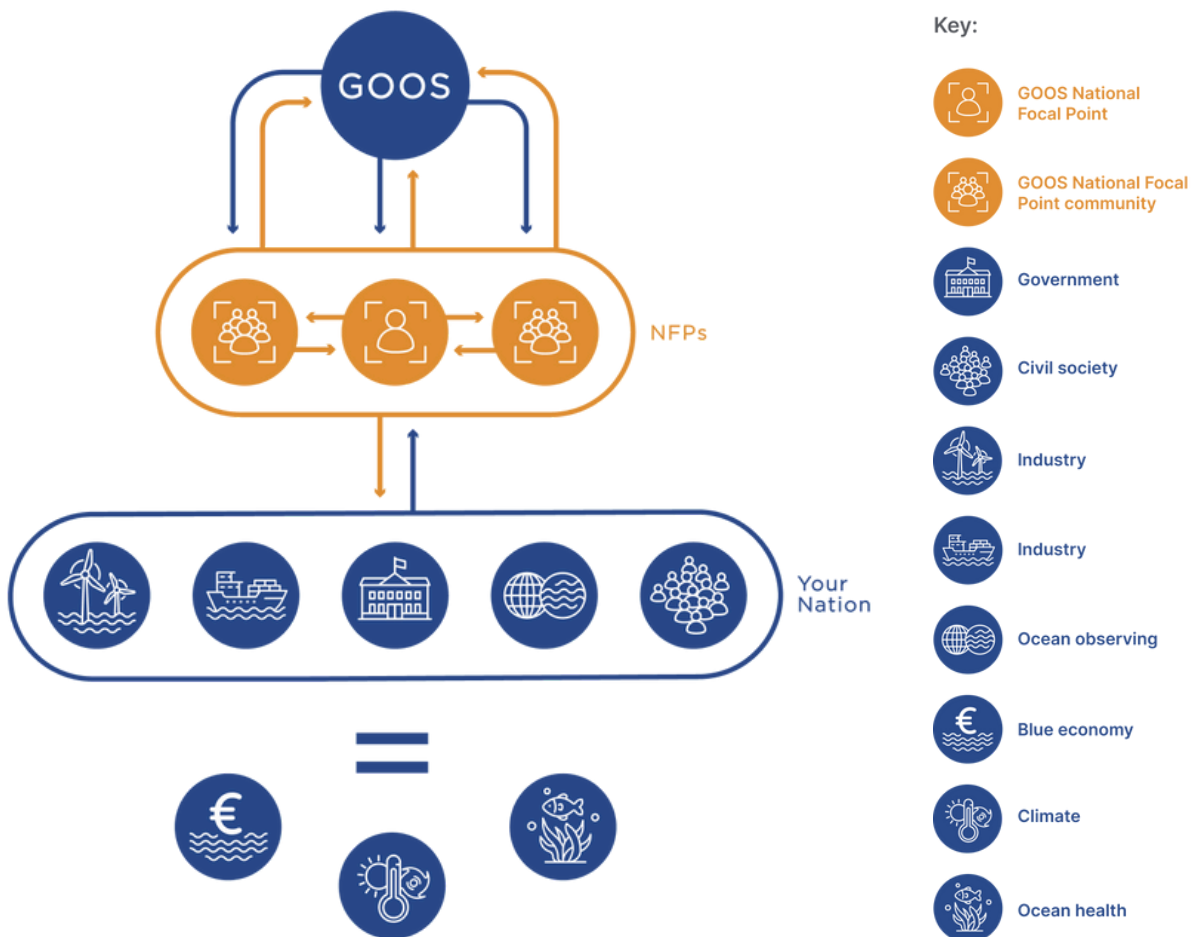 GOOS
NFPs
Your
Nation
€
Key:
GOOS National
Focal Point
GOOS National Focal
Point community
Government
Civil society
Industry
Industry
Ocean observing
€
Blue economy
Climate
Ocean health